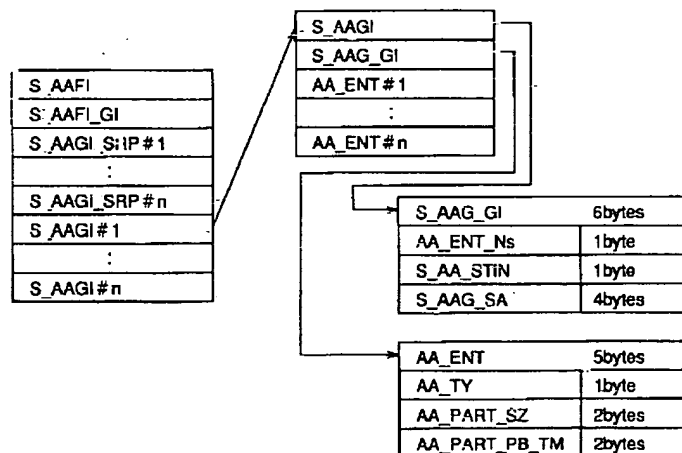 S_AAFI
S_AAFI_GI
S_AAGI_SRP#1
:
S_AAGI_SRP#n
S_AAGI#1
:
S_AAGI#n
S_AAGI
S_AAG_GI
AA_ENT#1
:
AA_ENT#n
S_AAG_GI 6bytes
AA_ENT_Ns 1byte
S_AA_STiN 1byte
S_AAG_SA 4bytes
AA_ENT 5bytes
AA_TY 1byte
AA_PART_SZ 2bytes
AA_PART_PB_TM 2bytes